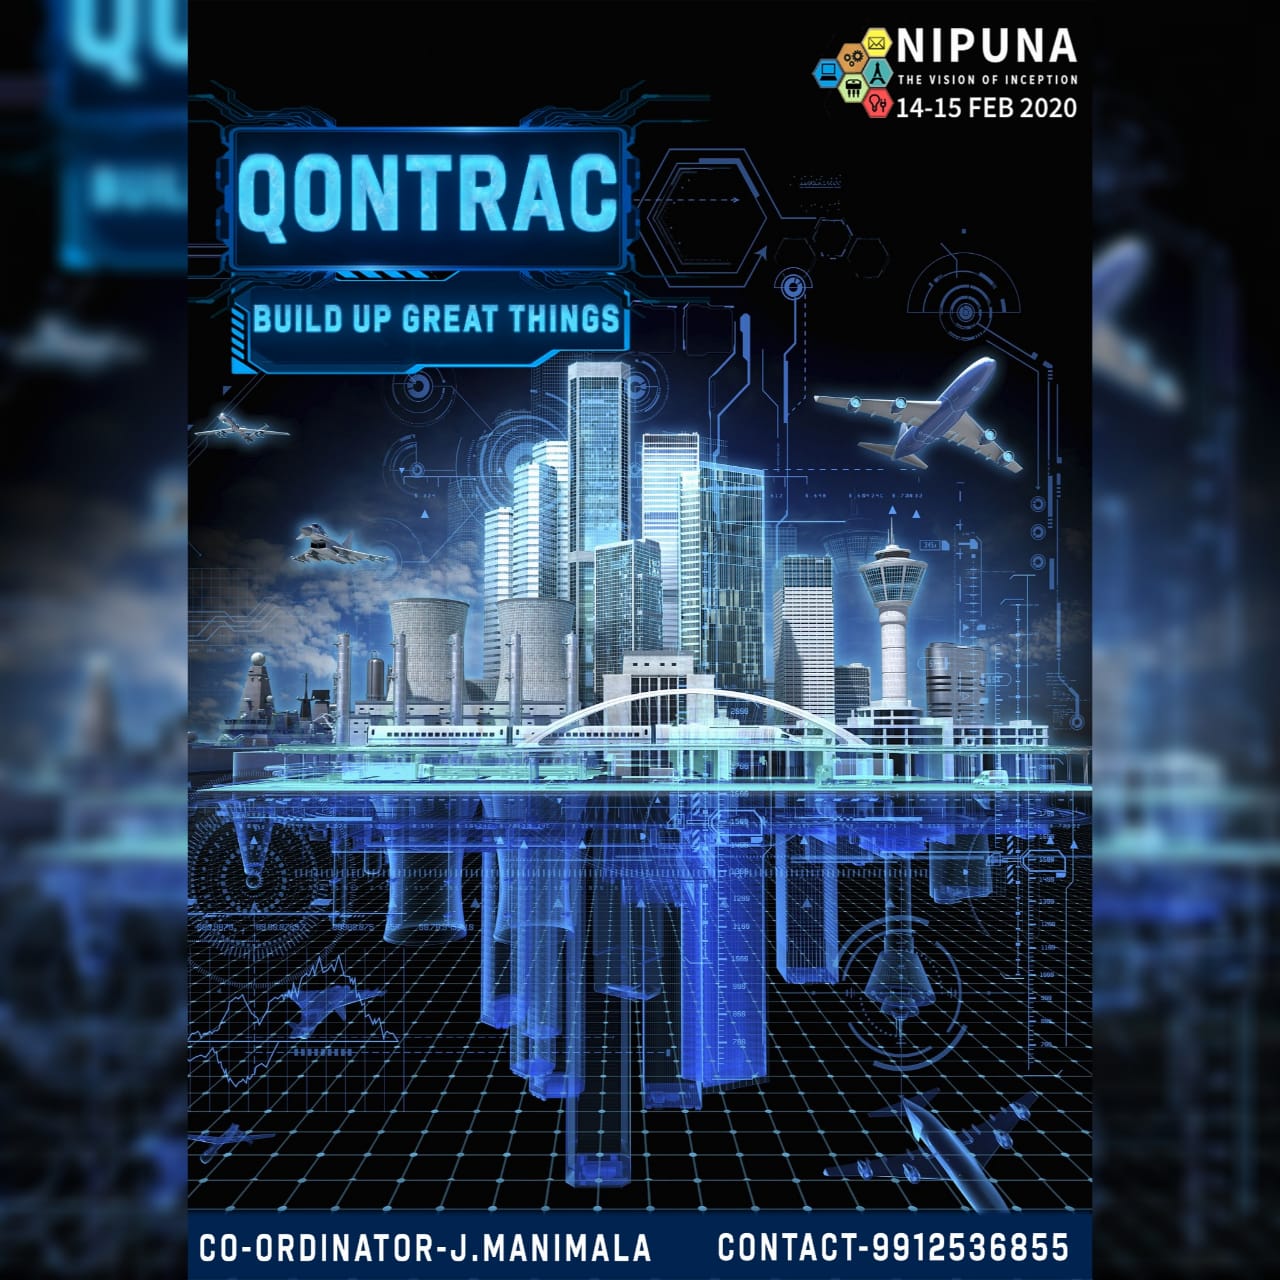 NIPUNA
THE VISION OF INCEPTION
14-15 FEB 2020
QONTRAC
BUILD UP GREAT THINGS
CO-ORDINATOR-J.MANIMALA
CONTACT-9912536855